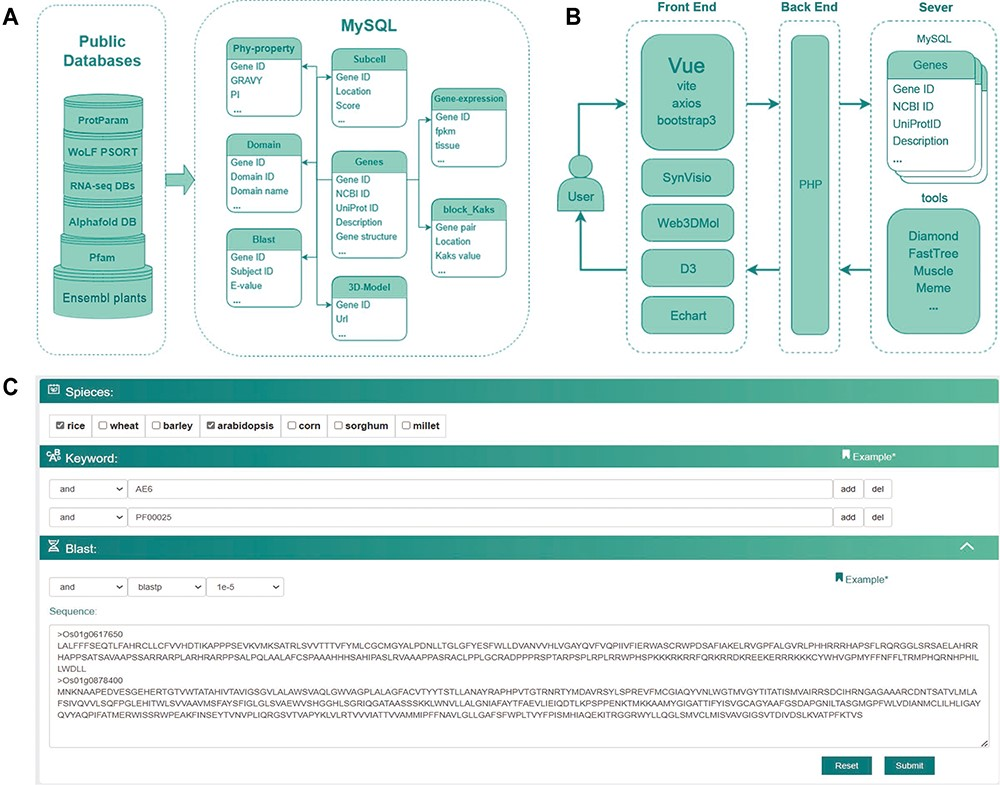 A
Public
Databases
ProtParam
WoLF PSORT
RNA-seq DBs
Alphafold DB
Pfam
Ensembl plants
MySQL
Phy-property
Gene ID
GRAVY
PI
...
Domain
Gene ID
Domain ID
Domain name
...
Blast
Gene ID
Subject ID
E-value
...
Subcell
Gene ID
Location
Score
...
Genes
Gene ID
NCBI ID
UniProt ID
Description
Gene structure
...
3D-Model
Gene ID
Url
...
Gene-expression
Gene ID
fpkm
tissue
...
block_Kaks
Gene pair
Location
Kaks value
...
B
User
Front End
Vue
vite
axios
bootstrap3
SynVisio
Web3DMol
D3
Echart
Back End
PHP
Sever
MySQL
Genes
Gene ID
NCBI ID
UniProtID
Description
...
tools
Diamond
FastTree
Muscle
Meme
...
C
Spieces:
rice wheat barley arabidopsis corn sorghum millet
Keyword: Example*
and AE6 add del
and PF00025 add del
Blast:
and blastp 1e-5 Example*
Sequence:
>Os01g0617650
LALFFFSEQTLFAHRCLLCFVVHDTIKAPPPSEVKVMKSATRLSVVTTTVFYMLCGCMGYALPDNLLTGLGFYESFWLLDVANVVHLVGAYQVFVQPIIVFIERWASCRWPDSAFIAKELRVGPFALGVRLPHHRRRHAPSFLRQRGGLSRSAELAHRR
HAPPSATSAVAAPSSARRARPLARHRARPPSALPQALAALAFCSPAAAHHHSAHIPASLRVAAAPPASRACLPPLGCRADPPPRSPTARPSPLRPLRRWPHSPKKKRKRRFQRKRRDKREEKERRRKKKCYWHVGPMYFFNFFLTRMPHQRNHPHIL
LWDLL
>Os01g0878400
MNKNAAPEDVESGEHERTGTVWTATAHIVTAVIGSGVLALAWSVAQLGWVAGPLALAGFACVTYYTSTLLANAYRAPHPVTGTRNRTYMDAVRSYLSPREVFMCGIAQYVNLWGTMVGYTITATISMVAIRRSDCIHRNGAGAAARCDNTSATVLMLA
FSIVQVVLSQFPGLEHITWLSVVAAVMSFAYSFIGLGLSVAEWVSHGGHLSGRIQGATAASSSKKLWNVLLALGNIAFAYTFAEVLIEIQDTLKPSPPENKTMKKAAMYGIGATTIFYISVGCAGYAAFGSDAPGNILTASGMGPFWLVDIANMCLILHLIGAY
QVYAQPIFATMERWISSRWPEAKFINSEYTVNVPLIQRGSVTVAPYKLVLRTVVVIATTVVAMMIPFFNAVLGLLGAFSFWPLTVYFPISMHIAQEKITRGGRWYLLQGLSMVCLMISVAVGIGSVTDIVDSLKVATPFKTVS
Reset Submit